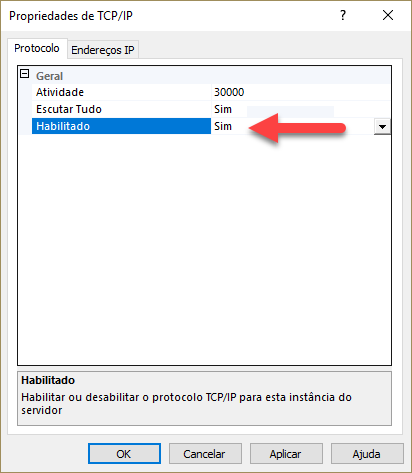 Propriedades de TCP/IP
Protocolo Endereços IP
Geral
Atividade 30000
Escutar Tudo Sim
Habilitado Sim
Habilitado
Habilitar ou desabilitar o protocolo TCP/IP para esta instância do
servidor
OK Cancelar Aplicar Ajuda